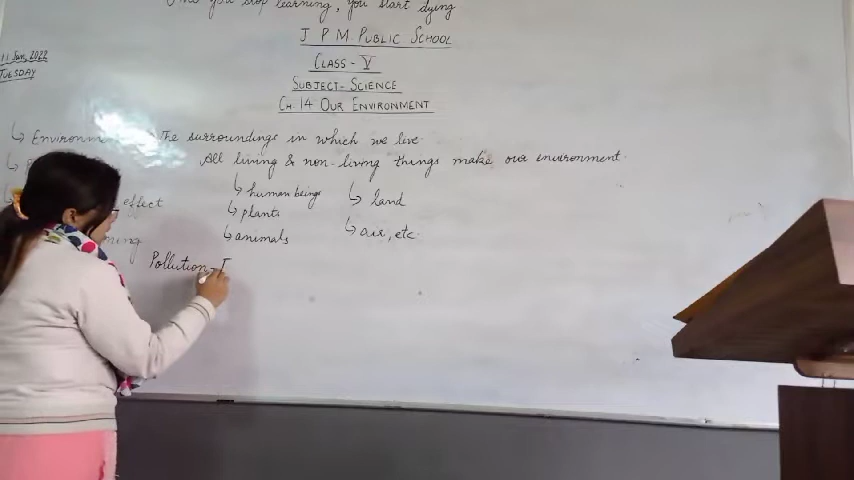 you stop learning, you start dying
J P M PUBLIC SCHOOL
11 Jan, 2022
CLASS - V
TUESDAY
SUBJECT - SCIENCE
CH. 14 OUR ENVIRONMENT
The surroundings in which we live
All living & non-living things make our environment.
human beings
land
effect
plants
animals
air, etc.
Pollution -